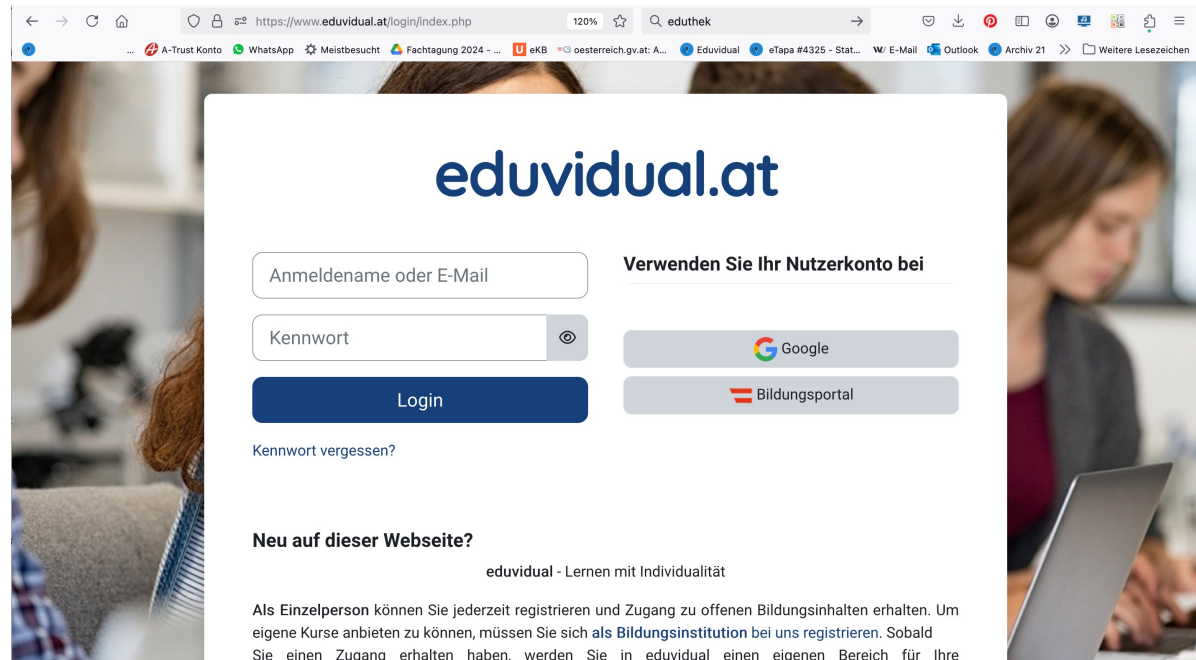 https://www.eduvidual.at/login/index.php
120%
eduthek
... A-Trust Konto WhatsApp Meistbesucht Fachtagung 2024 - ... eKB oesterreich.gv.at: A... Eduvidual eTapa #4325 - Stat... E-Mail Outlook Archiv 21 Weitere Lesezeichen
eduvidual.at
Anmeldename oder E-Mail
Kennwort
Login
Kennwort vergessen?
Verwenden Sie Ihr Nutzerkonto bei
Google
Bildungsportal
Neu auf dieser Webseite?
eduvidual - Lernen mit Individualität
Als Einzelperson können Sie jederzeit registrieren und Zugang zu offenen Bildungsinhalten erhalten. Um
eigene Kurse anbieten zu können, müssen Sie sich als Bildungsinstitution bei uns registrieren. Sobald
Sie einen Zugang erhalten haben, werden Sie in eduvidual einen eigenen Bereich für Ihre